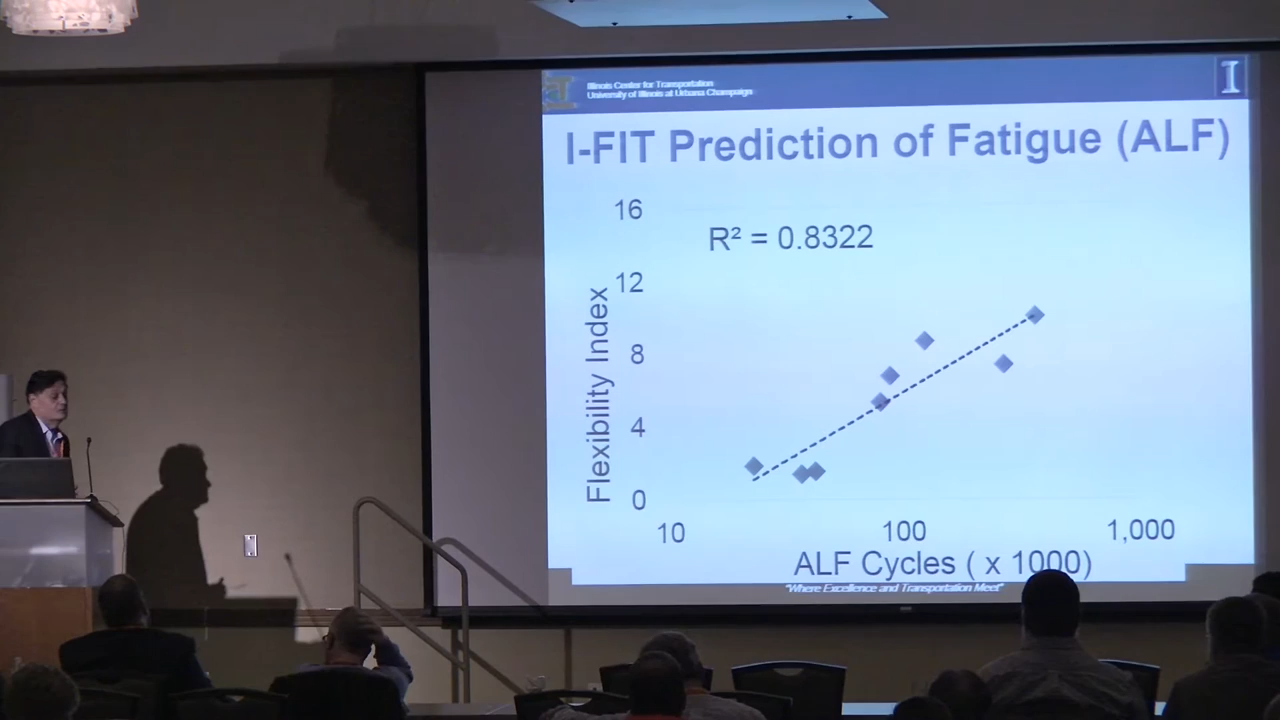 Illinois Center for Transportation
University of Illinois at Urbana Champaign
I
I-FIT Prediction of Fatigue (ALF)
16
R² = 0.8322
12
8
4
0
Flexibility Index
10 100 1,000
ALF Cycles ( x 1000)
"Where Excellence and Transportation Meet"